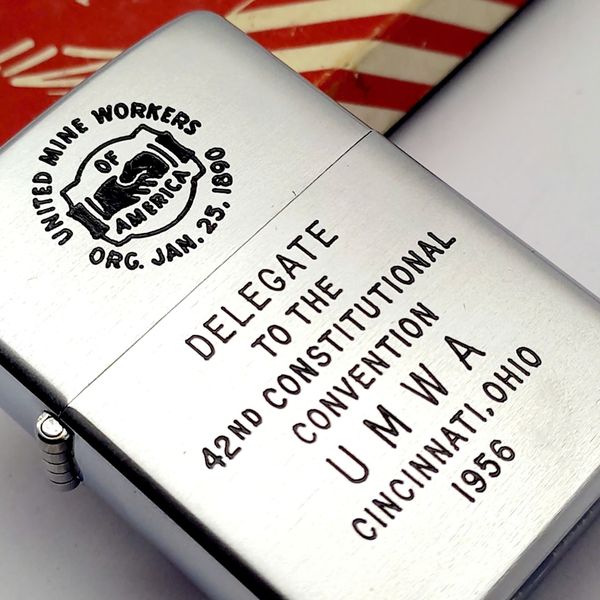 UNITED MINE WORKERS
OF
AMERICA
ORG. JAN. 25, 1890
DELEGATE
TO THE
42ND CONSTITUTIONAL
CONVENTION
U M W A
CINCINNATI, OHIO
1956